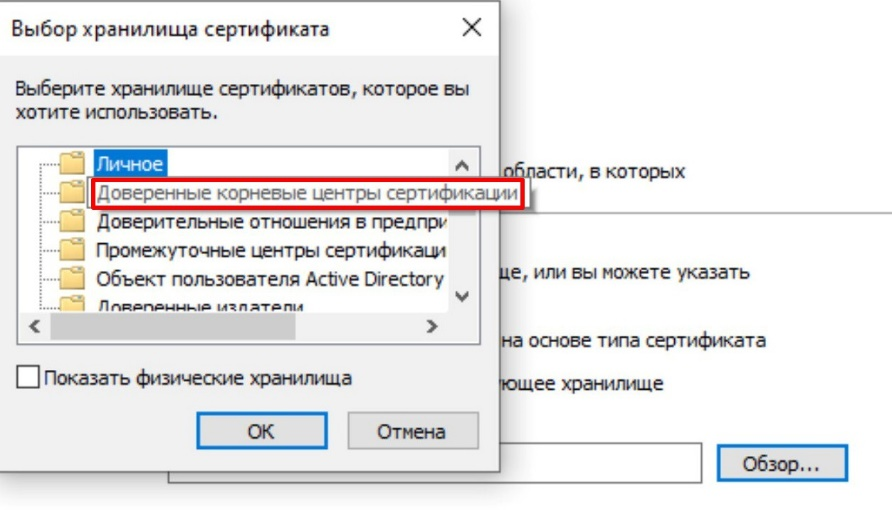 Выбор хранилища сертификата
Выберите хранилище сертификатов, которое вы
хотите использовать.
Личное
Доверенные корневые центры сертификации
Доверительные отношения в предпри
Промежуточные центры сертификаци
Объект пользователя Active Directory
Доверенные издатели
Показать физические хранилища
ОК
Отмена
области, в которых
ще, или вы можете указать
на основе типа сертификата
ющее хранилище
Обзор...